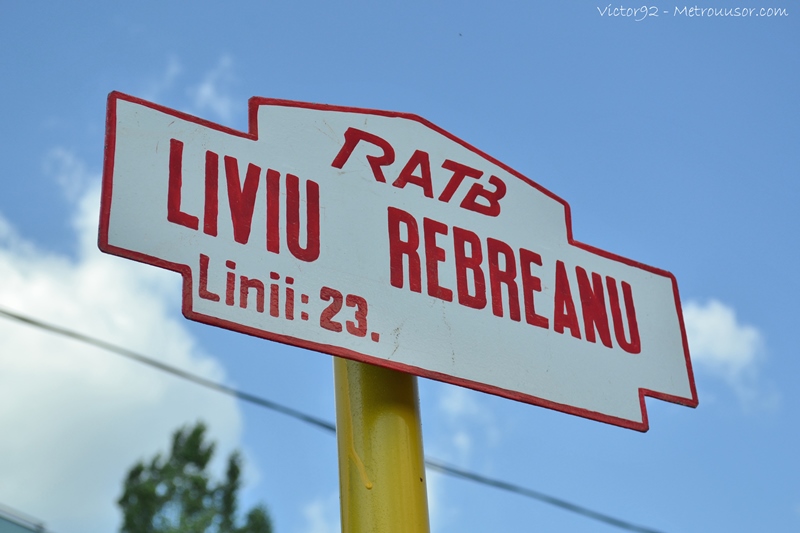 Victor92 - Metrouusor.com
RATB
LIVIU REBREANU
Linii: 23.